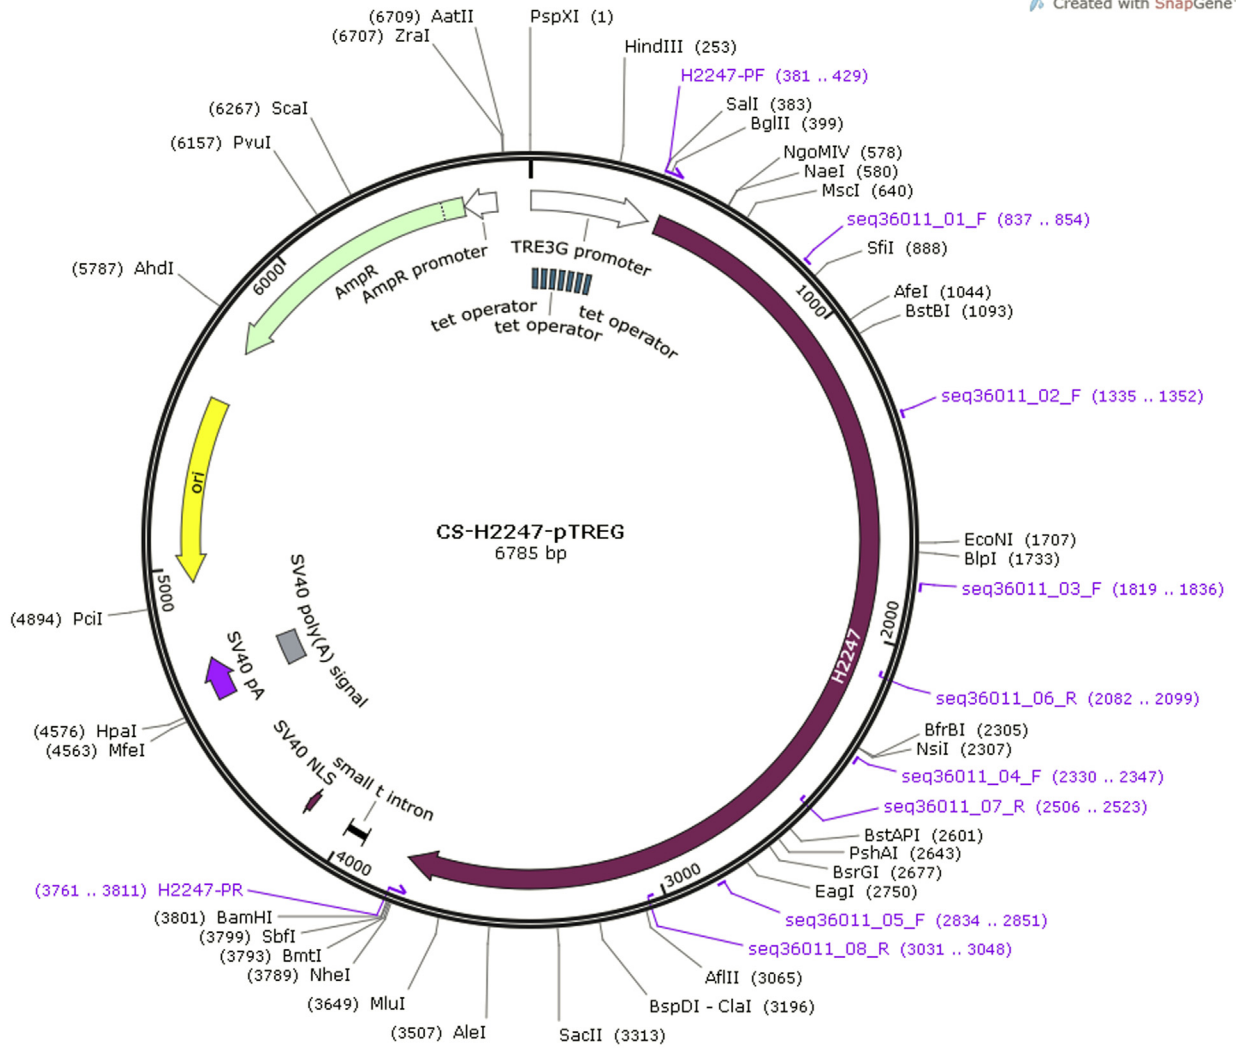 Created with SnapGene
(6709) AatII
PspXI (1)
(6707) ZraI
HindIII (253)
H2247-PF (381 .. 429)
SalI (383)
BglII (399)
(6267) ScaI
(6157) PvuI
NgoMIV (578)
NaeI (580)
MscI (640)
seq36011_01_F (837 .. 854)
SfiI (888)
(5787) AhdI
6000
AmpR
AmpR promoter
TRE3G promoter
tet operator
tet operator
tet operator
1000
AfeI (1044)
BstBI (1093)
seq36011_02_F (1335 .. 1352)
ori
CS-H2247-pTREG
6785 bp
EcoNI (1707)
BlpI (1733)
seq36011_03_F (1819 .. 1836)
5000
(4894) PciI
SV40 poly(A) signal
SV40 pA
2000
H2247
seq36011_06_R (2082 .. 2099)
(4576) HpaI
(4563) MfeI
BfrBI (2305)
NsiI (2307)
seq36011_04_F (2330 .. 2347)
SV40 NLS
small t intron
seq36011_07_R (2506 .. 2523)
BstAPI (2601)
PshAI (2643)
BsrGI (2677)
EagI (2750)
4000
3000
(3761 .. 3811) H2247-PR
(3801) BamHI
(3799) SbfI
(3793) BmtI
(3789) NheI
seq36011_05_F (2834 .. 2851)
seq36011_08_R (3031 .. 3048)
AflII (3065)
(3649) MluI
BspDI - ClaI (3196)
(3507) AleI
SacII (3313)